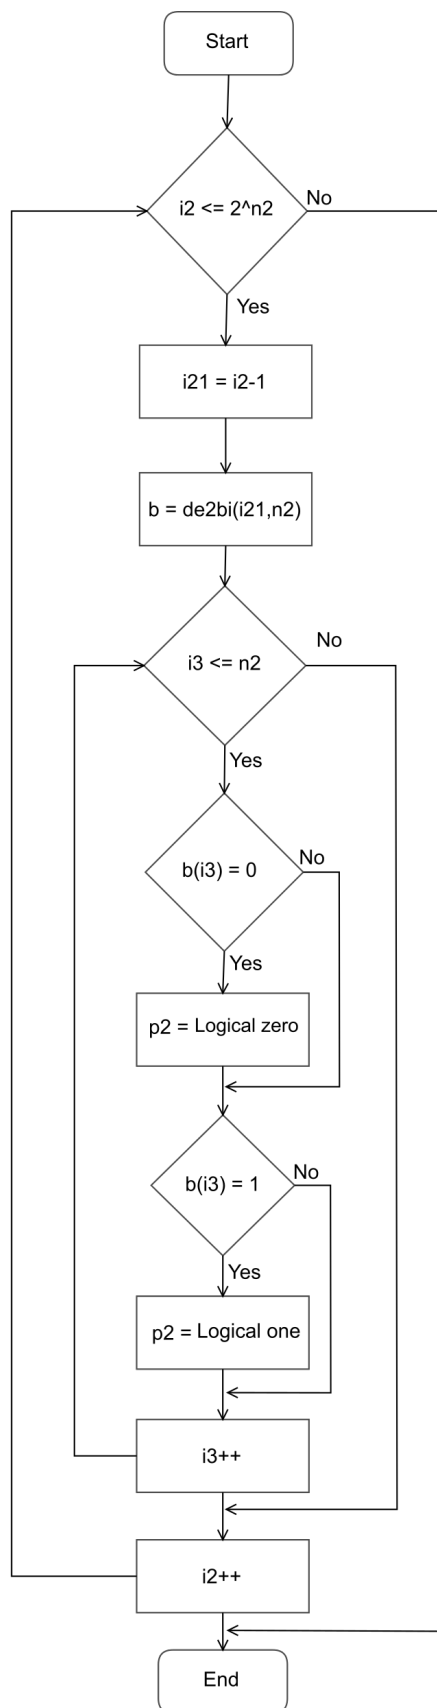 Start
i2 <= 2^n2
No
Yes
i21 = i2-1
b = de2bi(i21,n2)
No
i3 <= n2
Yes
No
b(i3) = 0
Yes
p2 = Logical zero
No
b(i3) = 1
Yes
p2 = Logical one
i3++
i2++
End